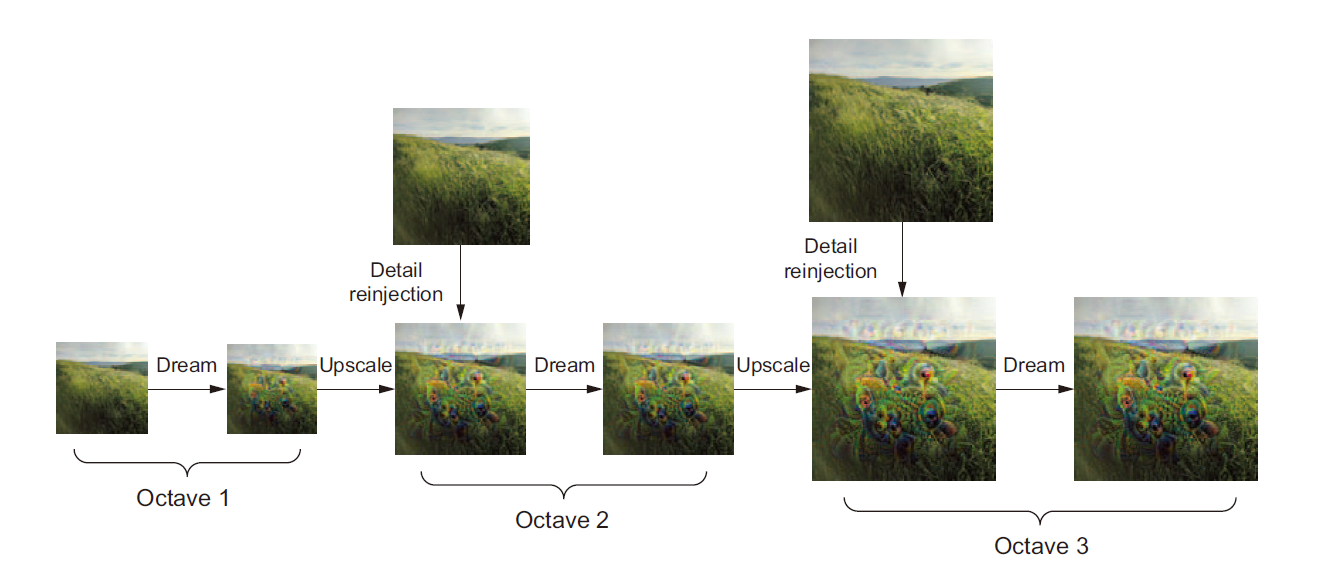 Detail
reinjection
Detail
reinjection
Dream
Upscale
Dream
Upscale
Dream
Octave 1
Octave 2
Octave 3